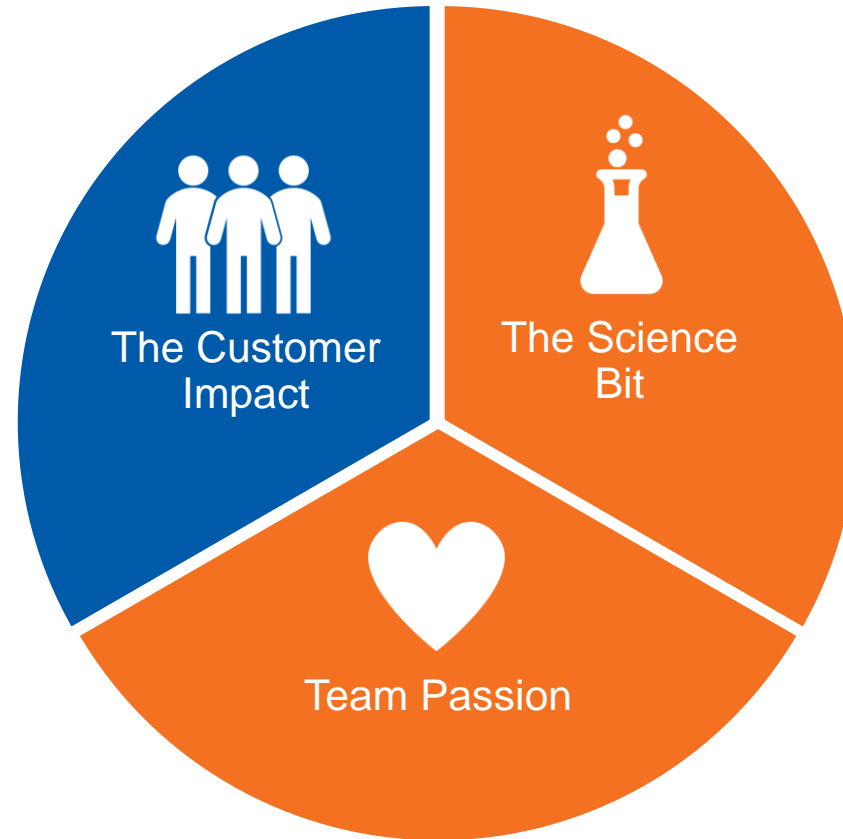 The Customer
Impact
The Science
Bit
Team Passion